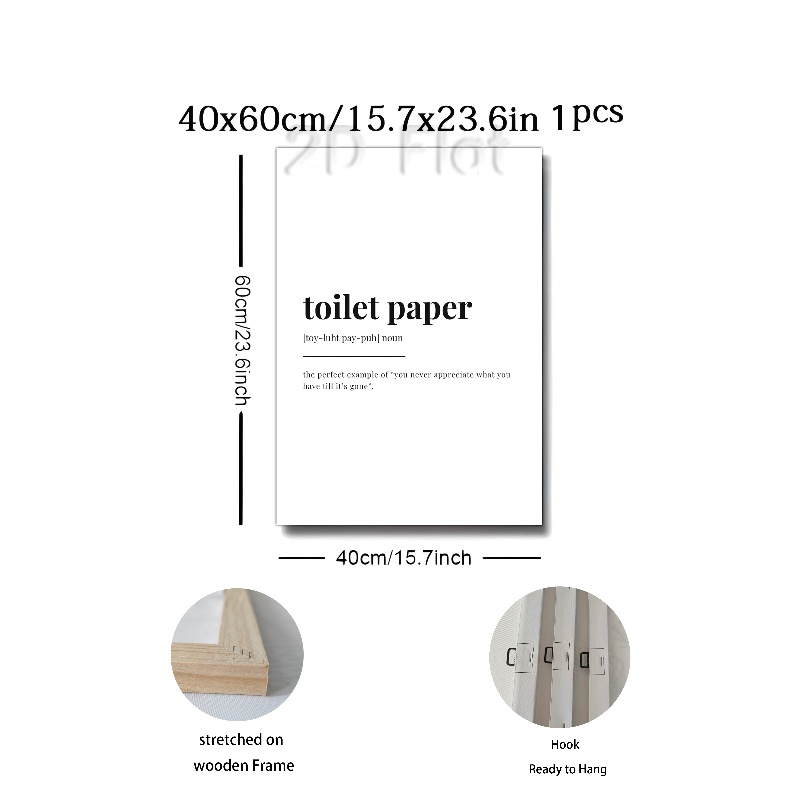 40x60cm/15.7x23.6in 1pcs
2D Flat
60cm/23.6inch
toilet paper
[toy-luht pay-puh] noun
the perfect example of "you never appreciate what you
have till it's gone".
40cm/15.7inch
stretched on
wooden Frame
Hook
Ready to Hang